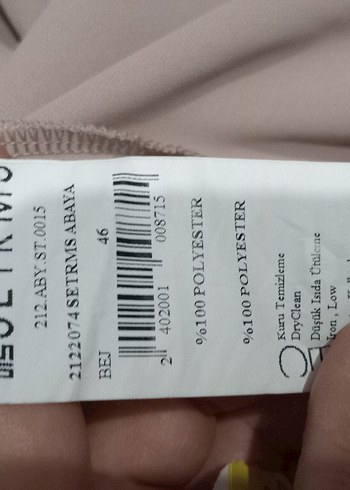 212.ABY.ST.0015
2122074 SETRMS ABAYA
BEJ 46
2 402001 008715
%100 POLYESTER
%100 POLYESTER
Kuru Temizleme
DryClean
Düşük Isıda Ütüleme
Iron, Low